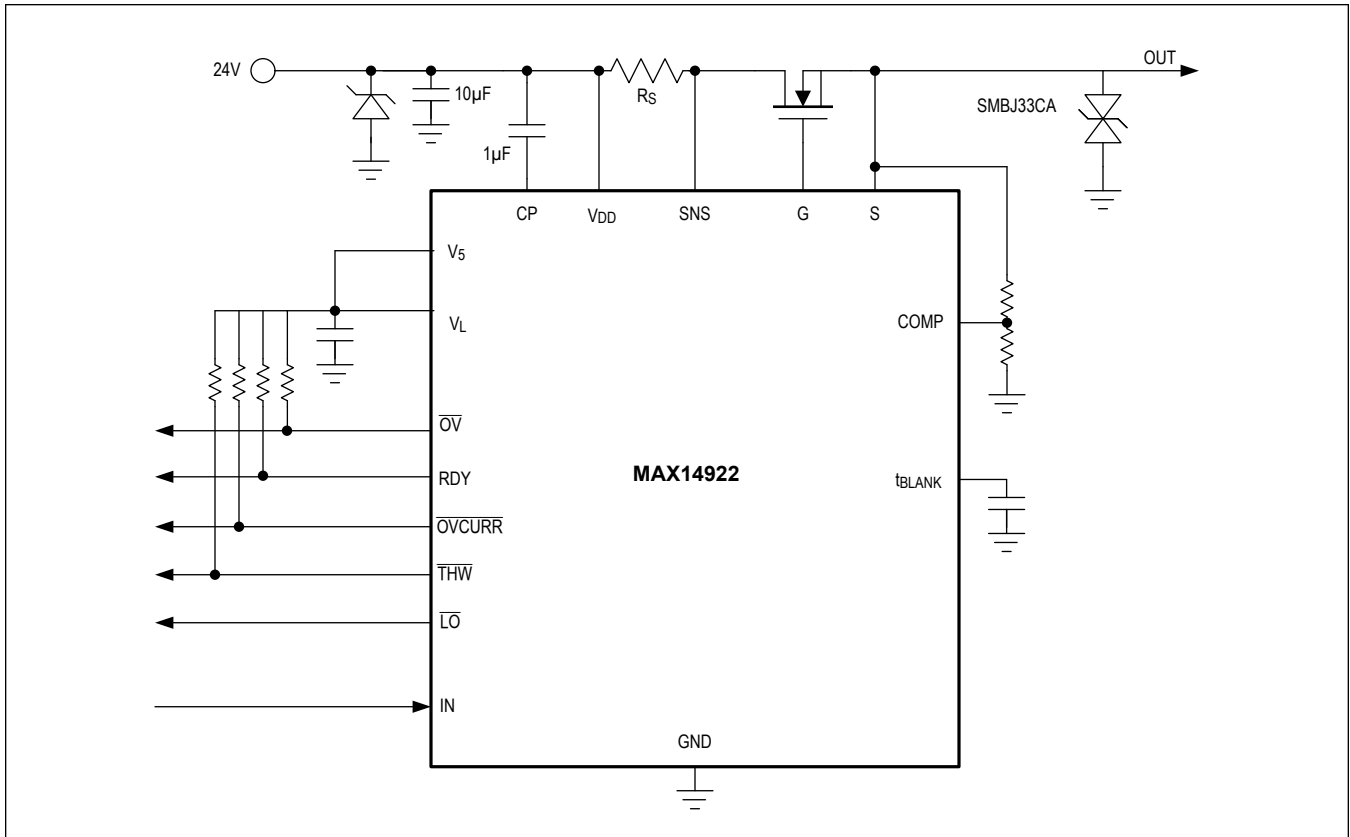 24V
10µF
RS
OUT
SMBJ33CA
1µF
CP
VDD
SNS
G
S
V5
VL
COMP
OV
RDY
MAX14922
tBLANK
OVCURR
THW
LO
IN
GND